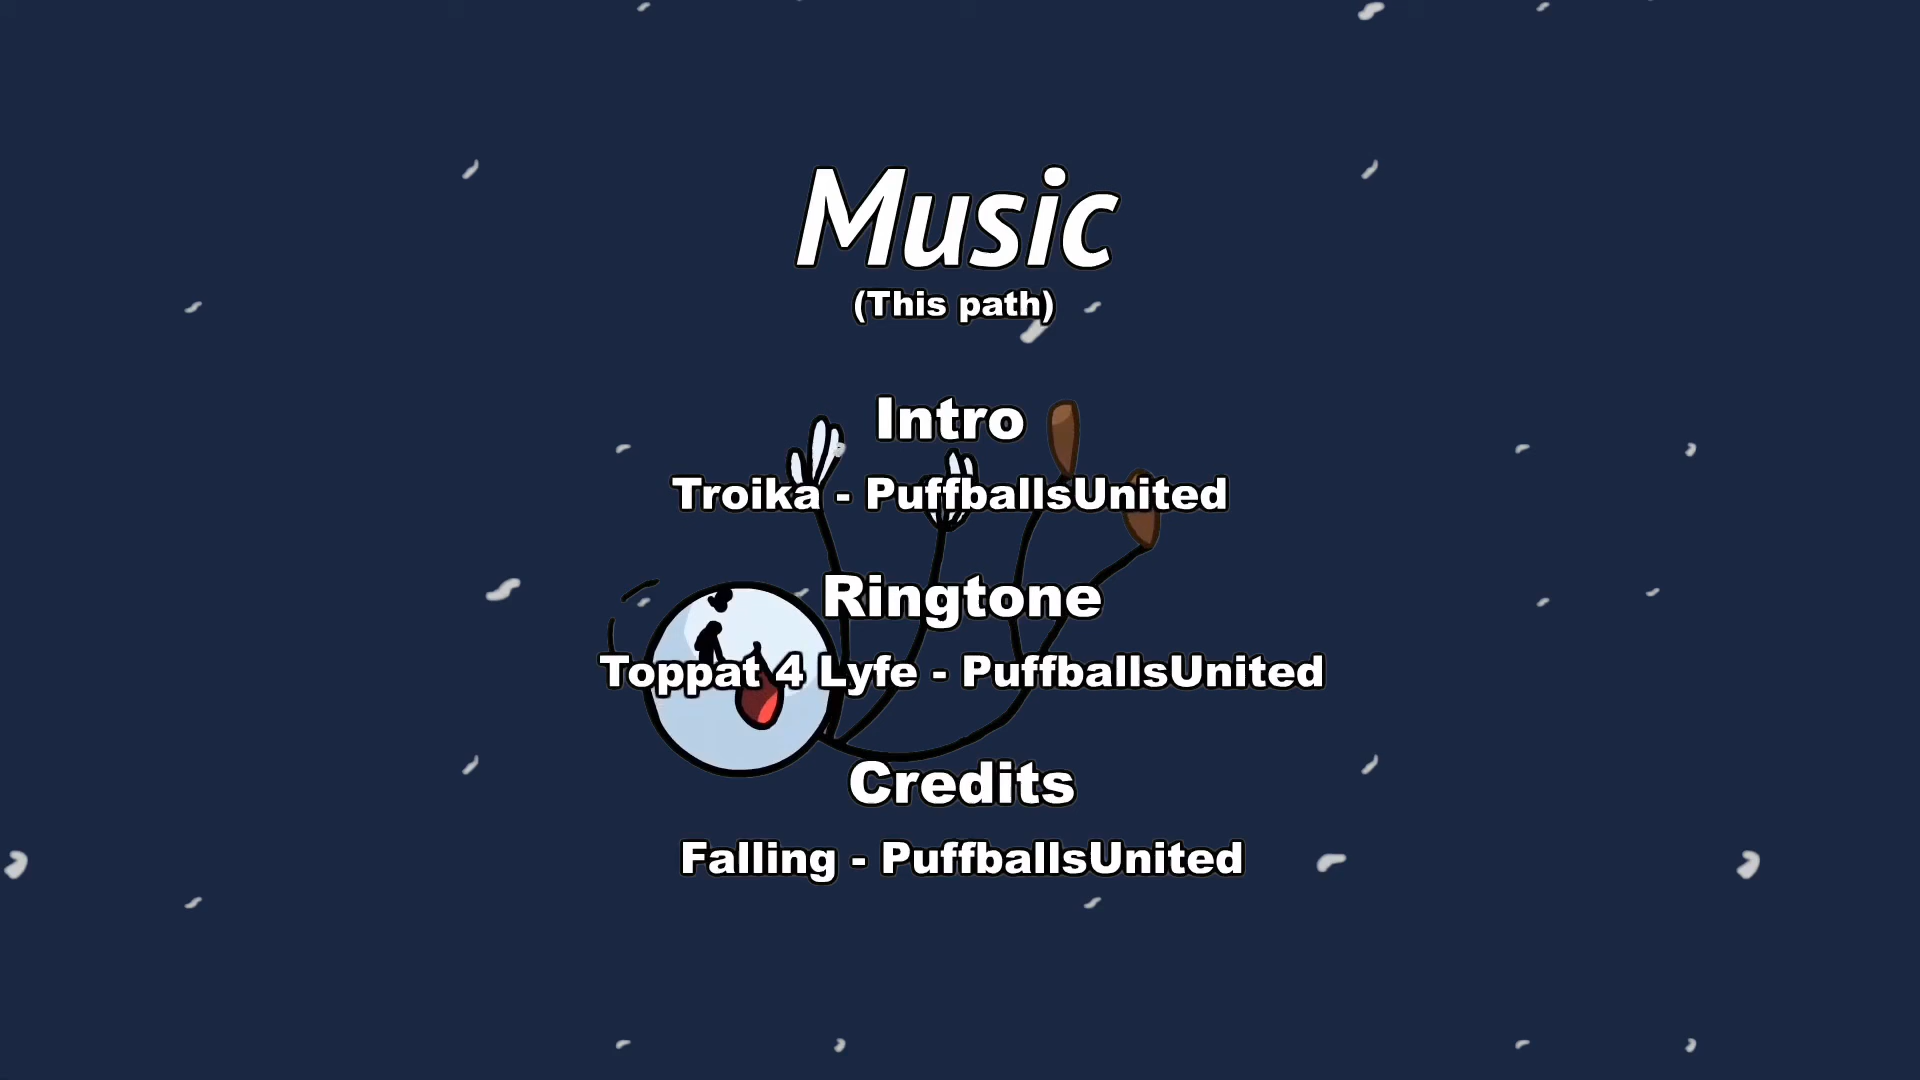 Music
(This path)
Intro
Troika - PuffballsUnited
Ringtone
Toppat 4 Lyfe - PuffballsUnited
Credits
Falling - PuffballsUnited